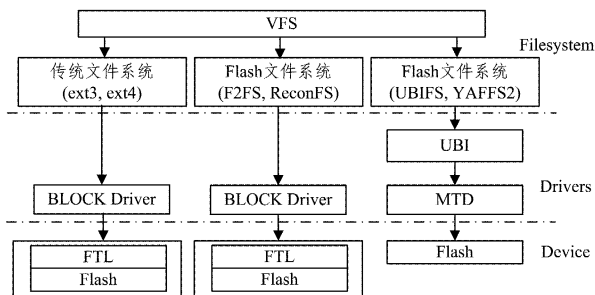 VFS
Filesystem
传统文件系统
(ext3, ext4)
Flash文件系统
(F2FS, ReconFS)
Flash文件系统
(UBIFS, YAFFS2)
UBI
BLOCK Driver
BLOCK Driver
MTD
Drivers
FTL
Flash
FTL
Flash
Flash
Device